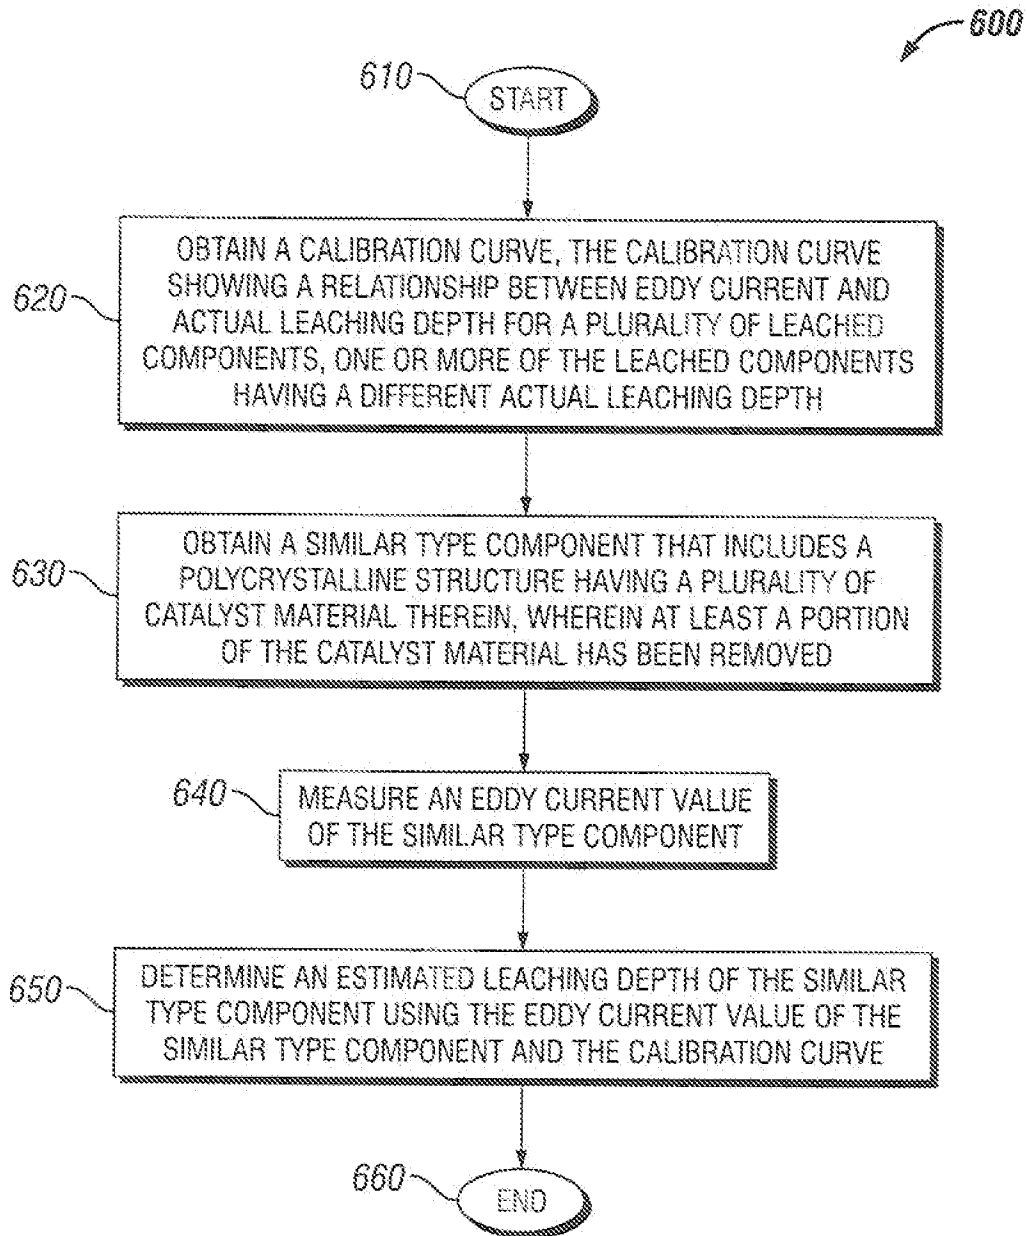 600
610
START
620
OBTAIN A CALIBRATION CURVE, THE CALIBRATION CURVE
SHOWING A RELATIONSHIP BETWEEN EDDY CURRENT AND
ACTUAL LEACHING DEPTH FOR A PLURALITY OF LEACHED
COMPONENTS, ONE OR MORE OF THE LEACHED COMPONENTS
HAVING A DIFFERENT ACTUAL LEACHING DEPTH
630
OBTAIN A SIMILAR TYPE COMPONENT THAT INCLUDES A
POLYCRYSTALLINE STRUCTURE HAVING A PLURALITY OF
CATALYST MATERIAL THEREIN, WHEREIN AT LEAST A PORTION
OF THE CATALYST MATERIAL HAS BEEN REMOVED
640
MEASURE AN EDDY CURRENT VALUE
OF THE SIMILAR TYPE COMPONENT
650
DETERMINE AN ESTIMATED LEACHING DEPTH OF THE SIMILAR
TYPE COMPONENT USING THE EDDY CURRENT VALUE OF THE
SIMILAR TYPE COMPONENT AND THE CALIBRATION CURVE
660
END